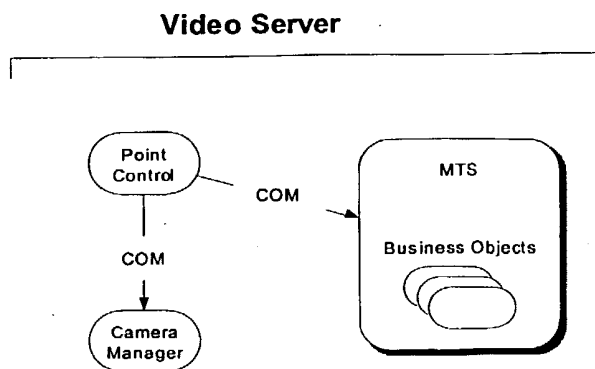 Video Server
Point
Control
COM
MTS
COM
Business Objects
Camera
Manager